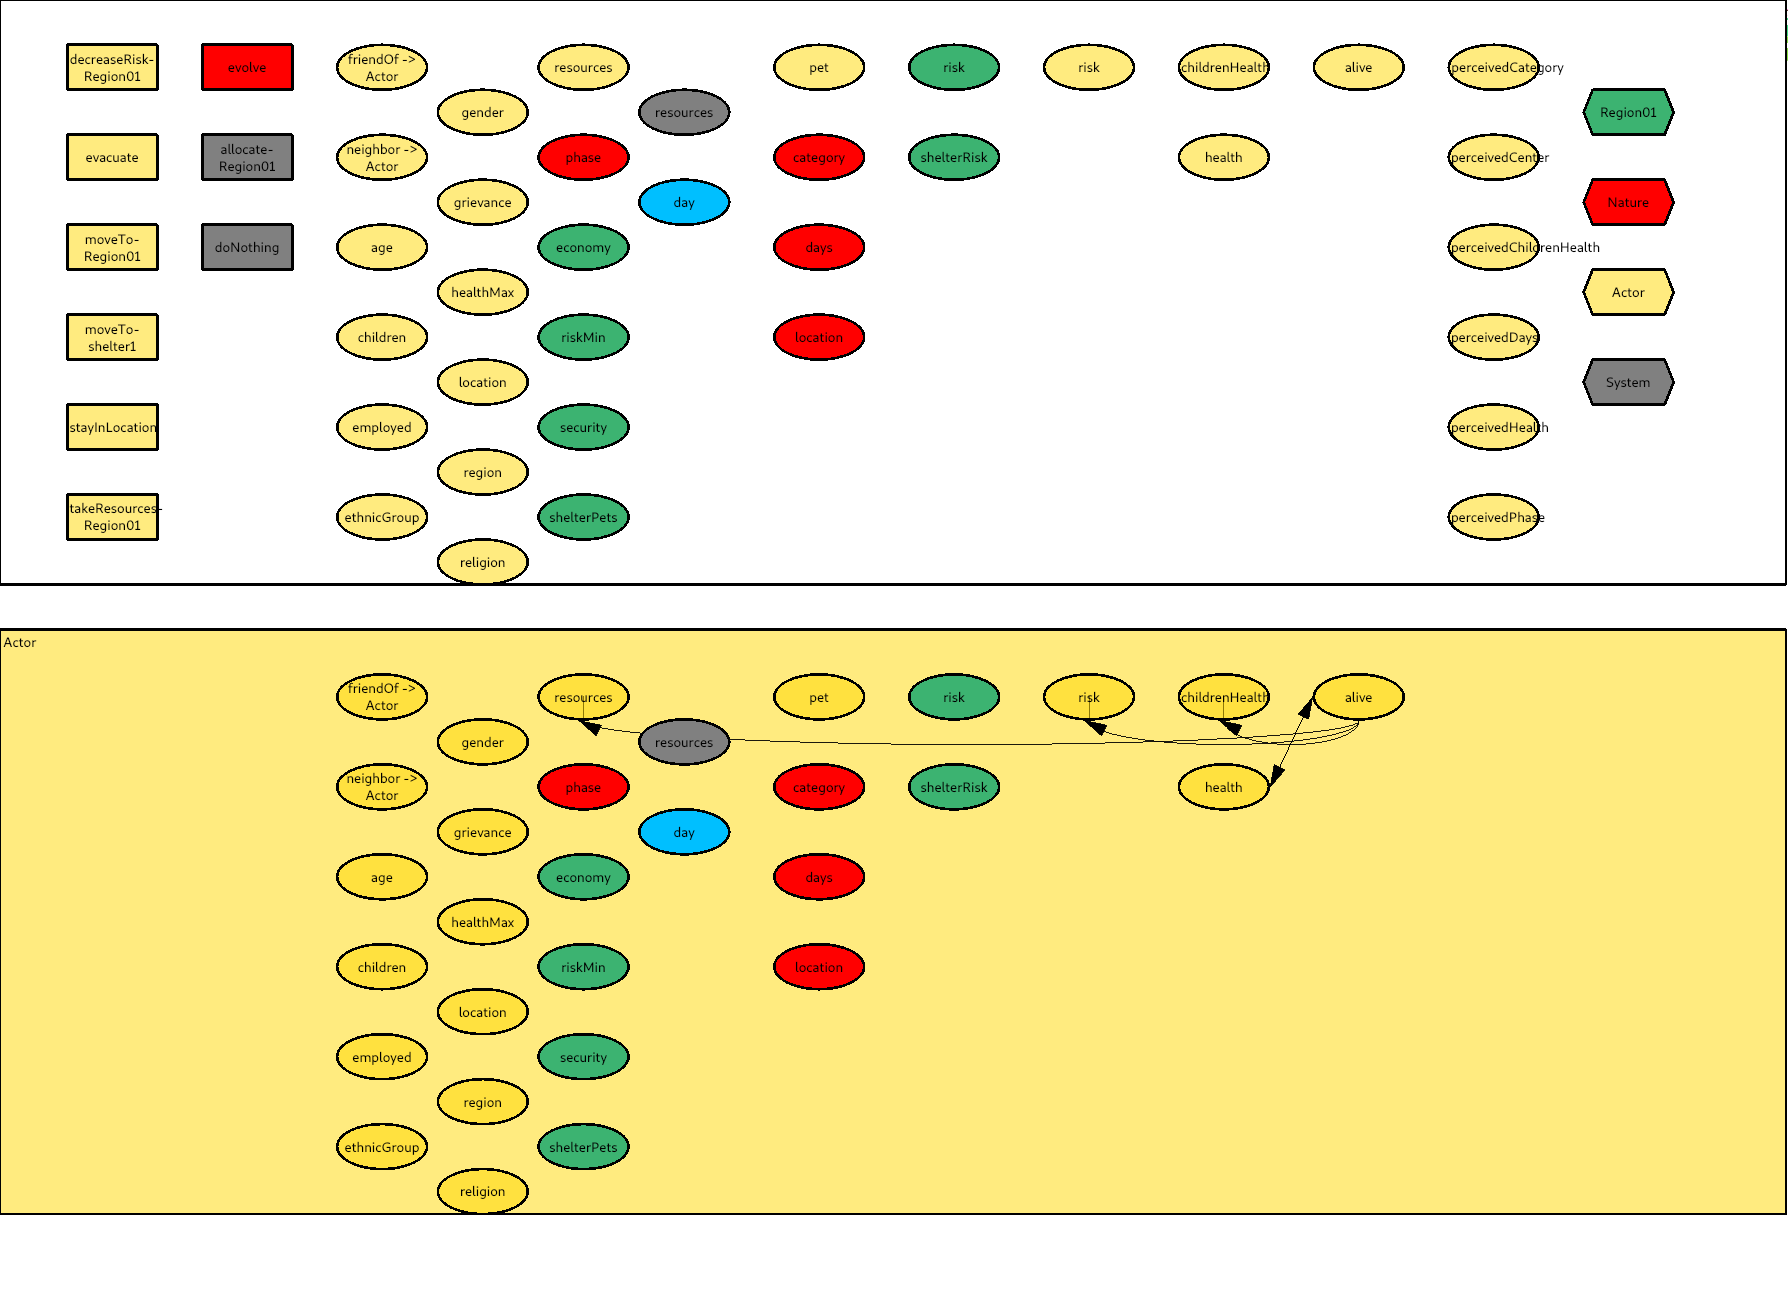 decreaseRisk-
Region01
evolve
friendOf ->
Actor
resources
pet
risk
risk
childrenHealth
alive
perceivedCategory
gender
resources
Region01
evacuate
allocate-
Region01
neighbor ->
Actor
phase
category
shelterRisk
health
perceivedCenter
grievance
day
Nature
moveTo-
Region01
doNothing
age
economy
days
perceivedChildrenHealth
healthMax
Actor
moveTo-
shelter1
children
riskMin
location
perceivedDays
location
System
stayInLocation
employed
security
perceivedHealth
region
takeResources-
Region01
ethnicGroup
shelterPets
perceivedPhase
religion
Actor
friendOf ->
Actor
resources
pet
risk
risk
childrenHealth
alive
gender
resources
neighbor ->
Actor
phase
category
shelterRisk
health
grievance
day
age
economy
days
healthMax
children
riskMin
location
location
employed
security
region
ethnicGroup
shelterPets
religion